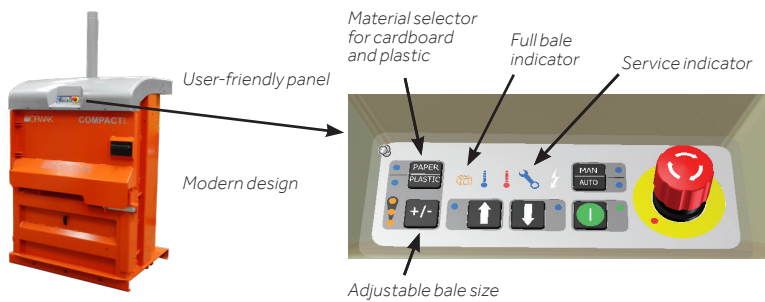 Material selector
for cardboard
and plastic
Full bale
indicator
Service indicator
User-friendly panel
ORWAK
COMPACT
PAPER
PLASTIC
MAN
AUTO
Modern design
+/-
Adjustable bale size